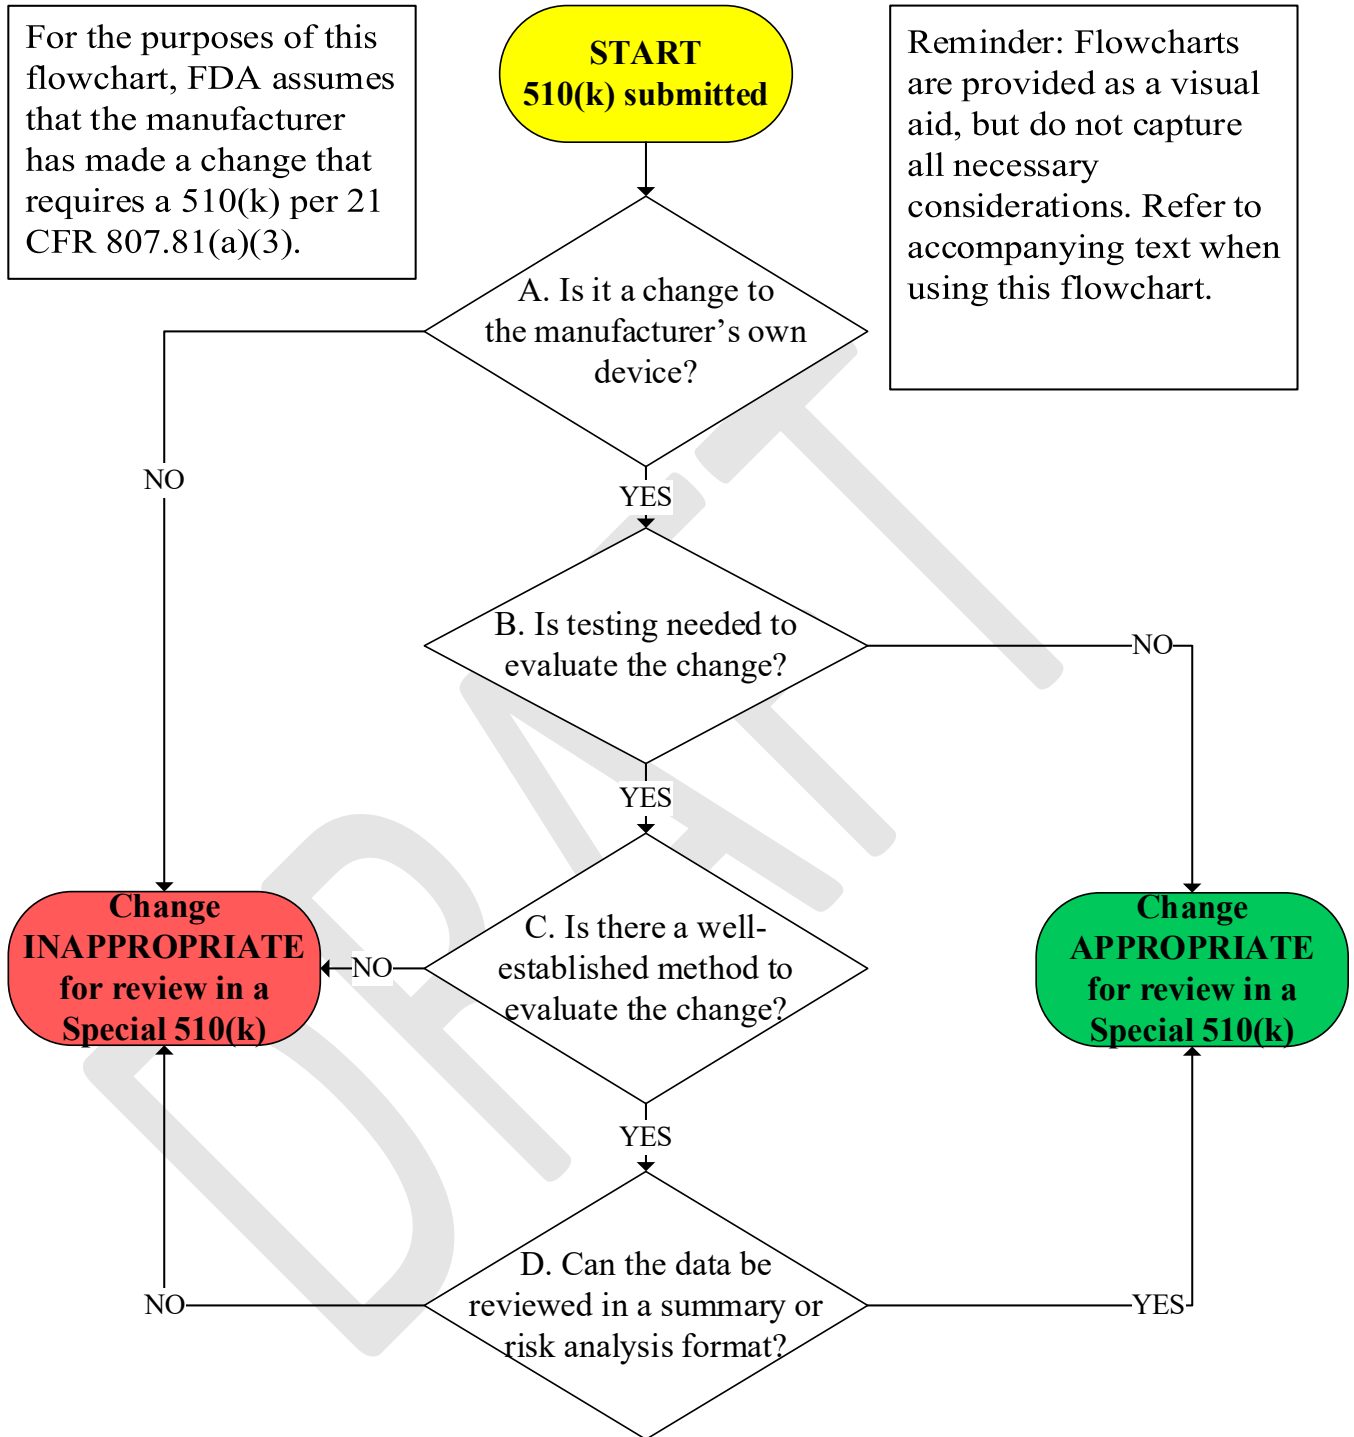 For the purposes of this
flowchart, FDA assumes
that the manufacturer
has made a change that
requires a 510(k) per 21
CFR 807.81(a)(3).
START
510(k) submitted
Reminder: Flowcharts
are provided as a visual
aid, but do not capture
all necessary
considerations. Refer to
accompanying text when
using this flowchart.
A. Is it a change to
the manufacturer’s own
device?
NO
YES
B. Is testing needed to
evaluate the change?
NO
YES
Change
INAPPROPRIATE
for review in a
Special 510(k)
NO
C. Is there a well-
established method to
evaluate the change?
Change
APPROPRIATE
for review in a
Special 510(k)
YES
D. Can the data be
reviewed in a summary or
risk analysis format?
NO
YES
DRAFT